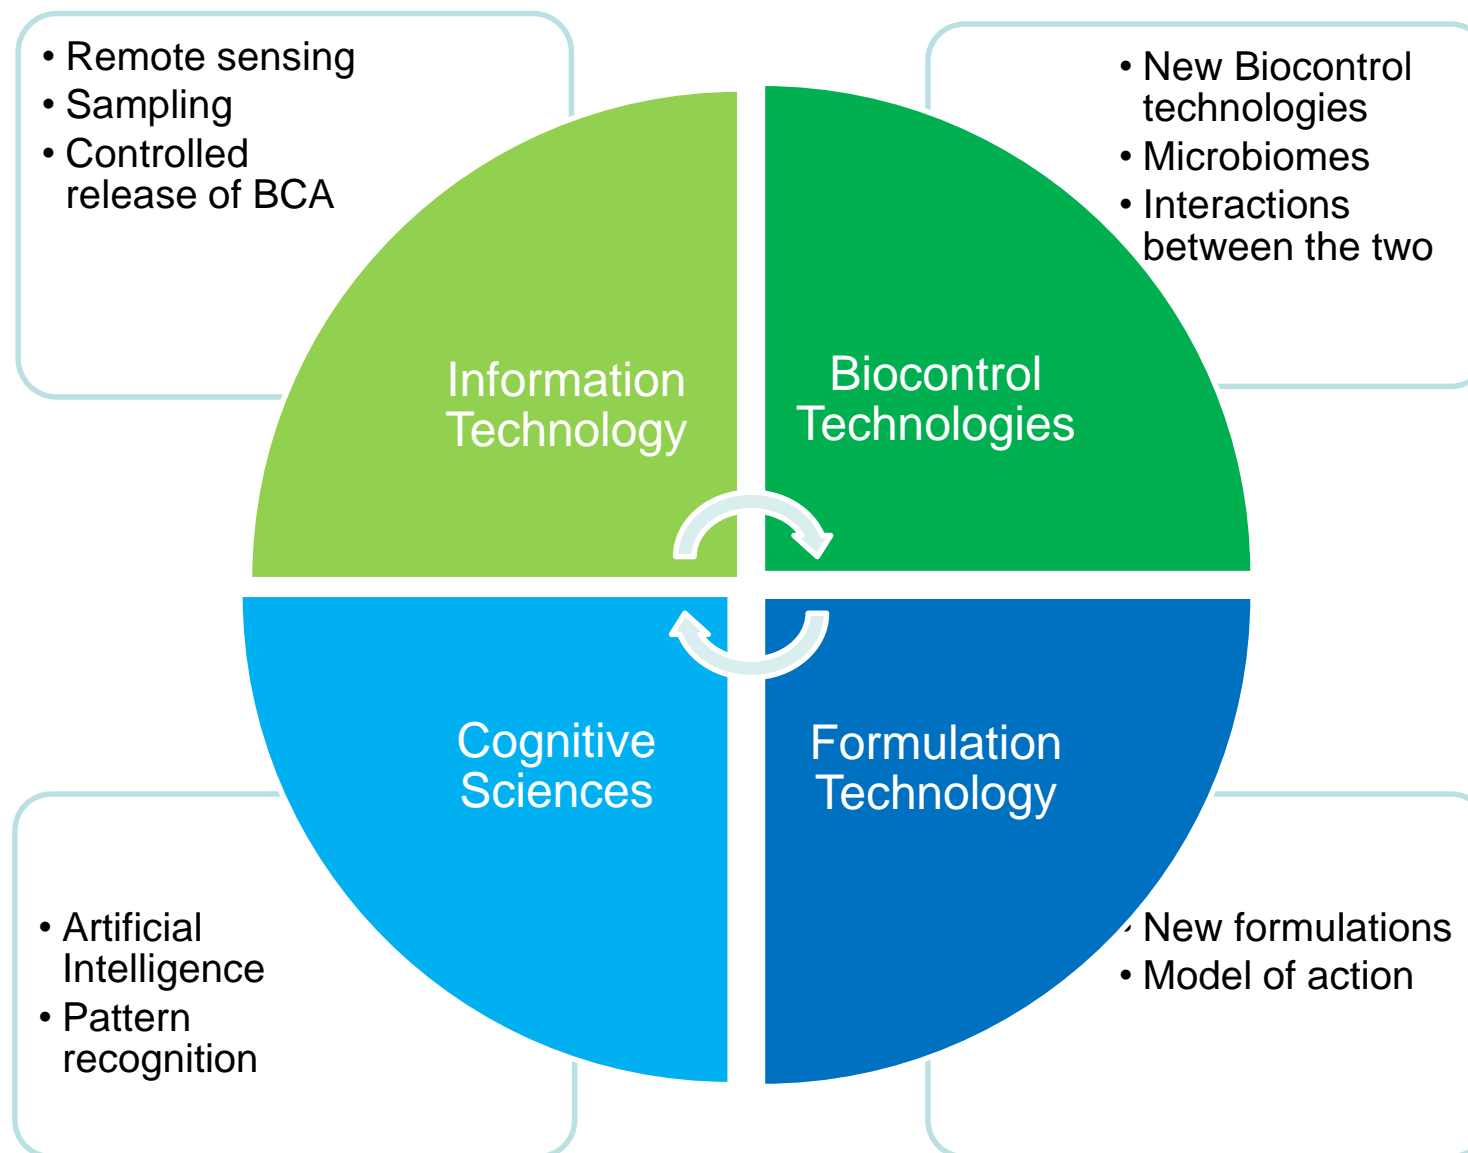 • Remote sensing
• Sampling
• Controlled
release of BCA
• New Biocontrol
technologies
• Microbiomes
• Interactions
between the two
Information
Technology
Biocontrol
Technologies
Cognitive
Sciences
Formulation
Technology
• Artificial
Intelligence
• Pattern
recognition
• New formulations
• Model of action